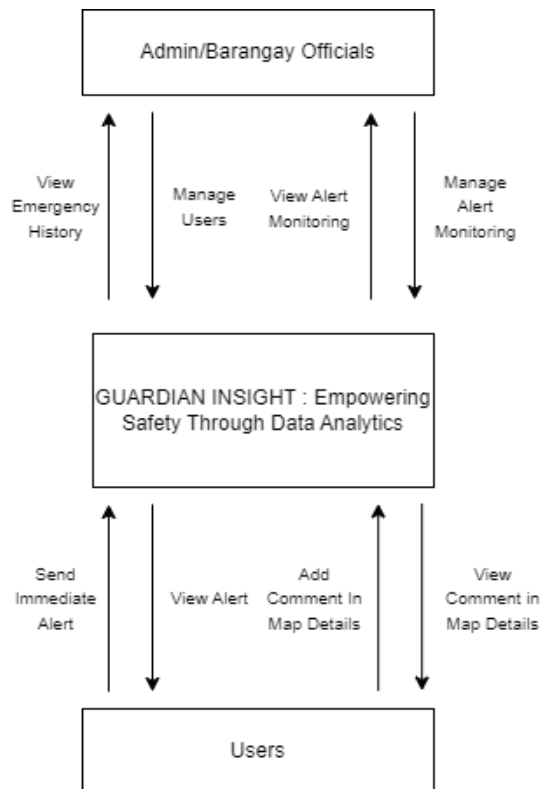 Admin/Barangay Officials
View
Emergency
History
Manage
Users
View Alert
Monitoring
Manage
Alert
Monitoring
GUARDIAN INSIGHT : Empowering
Safety Through Data Analytics
Send
Immediate
Alert
View Alert
Add
Comment In
Map Details
View
Comment in
Map Details
Users